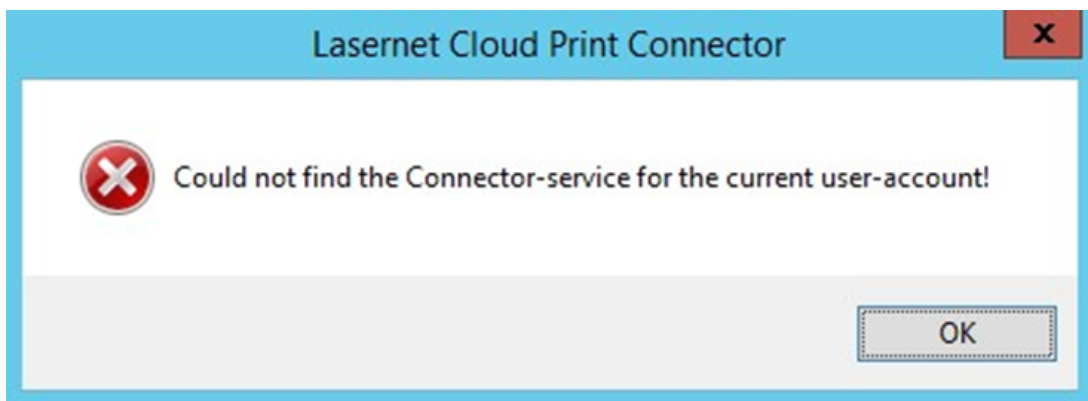 Lasernet Cloud Print Connector
x
Could not find the Connector-service for the current user-account!
OK